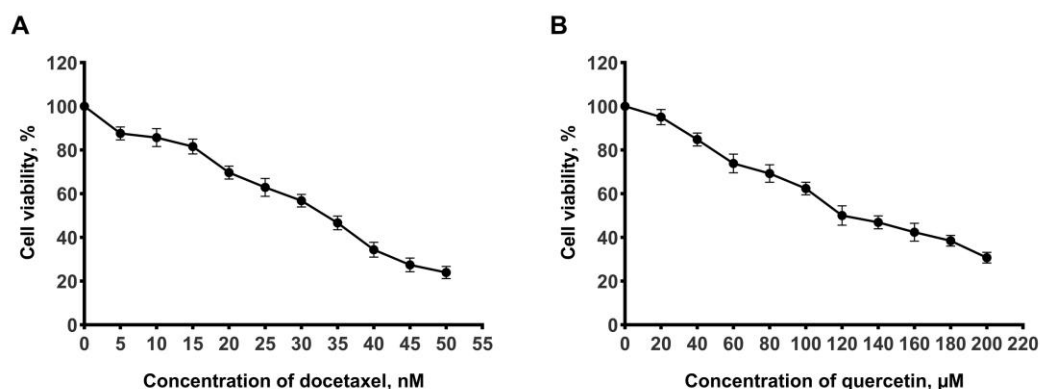 A
Cell viability, %
120
100
80
60
40
20
0
0 5 10 15 20 25 30 35 40 45 50 55
Concentration of docetaxel, nM
B
Cell viability, %
120
100
80
60
40
20
0
0 20 40 60 80 100 120 140 160 180 200 220
Concentration of quercetin, μM